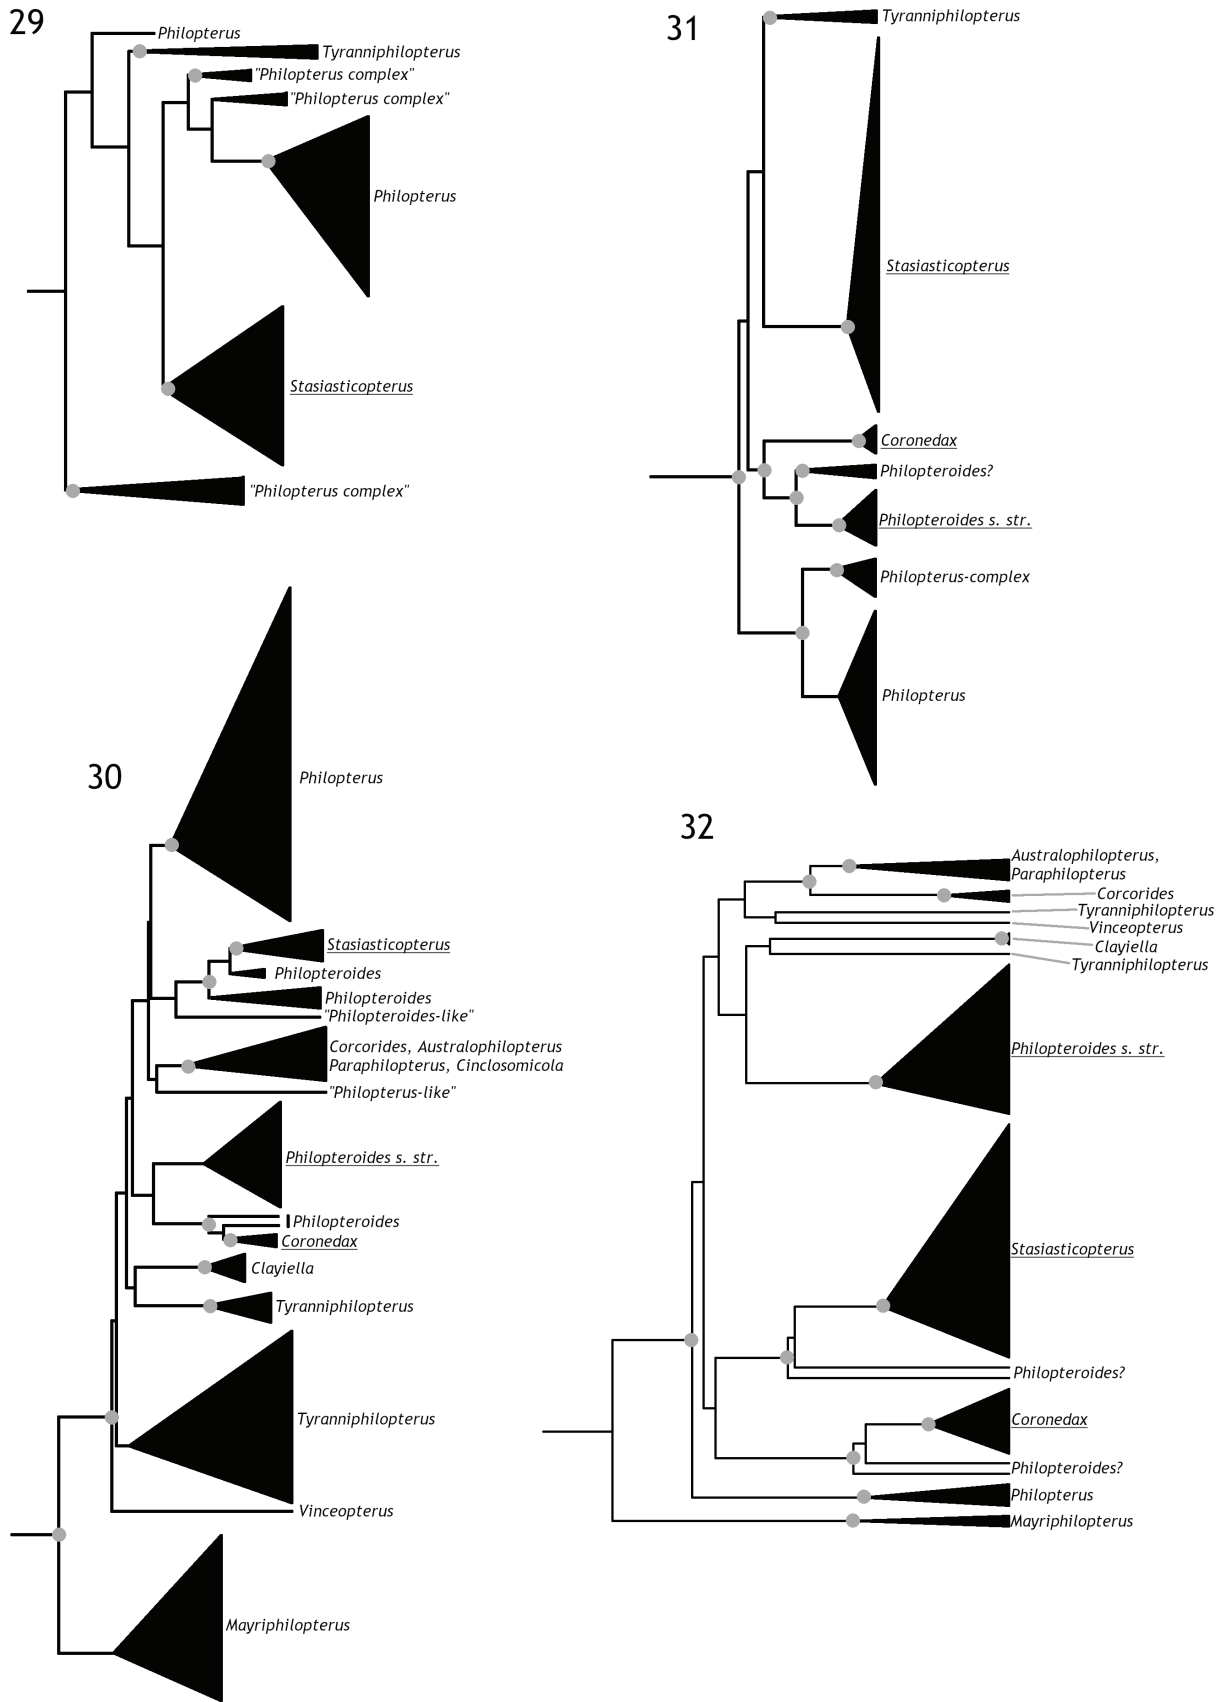 29
Philopterus
Tyranniphilopterus
"Philopterus complex"
"Philopterus complex"
Philopterus
Stasiasticopterus
"Philopterus complex"
31
Tyranniphilopterus
Stasiasticopterus
Coronedax
Philopteroides?
Philopteroides s. str.
Philopterus-complex
Philopterus
30
Philopterus
Stasiasticopterus
Philopteroides
Philopteroides
"Philopteroides-like"
Corcorides, Australophilopterus
Paraphilopterus, Cinclosomicola
"Philopterus-like"
Philopteroides s. str.
Philopteroides
Coronedax
Clayiella
Tyranniphilopterus
Tyranniphilopterus
Vinceopterus
Mayriphilopterus
32
Australophilopterus,
Paraphilopterus
Corcorides
Tyranniphilopterus
Vinceopterus
Clayiella
Tyranniphilopterus
Philopteroides s. str.
Stasiasticopterus
Philopteroides?
Coronedax
Philopteroides?
Philopterus
Mayriphilopterus